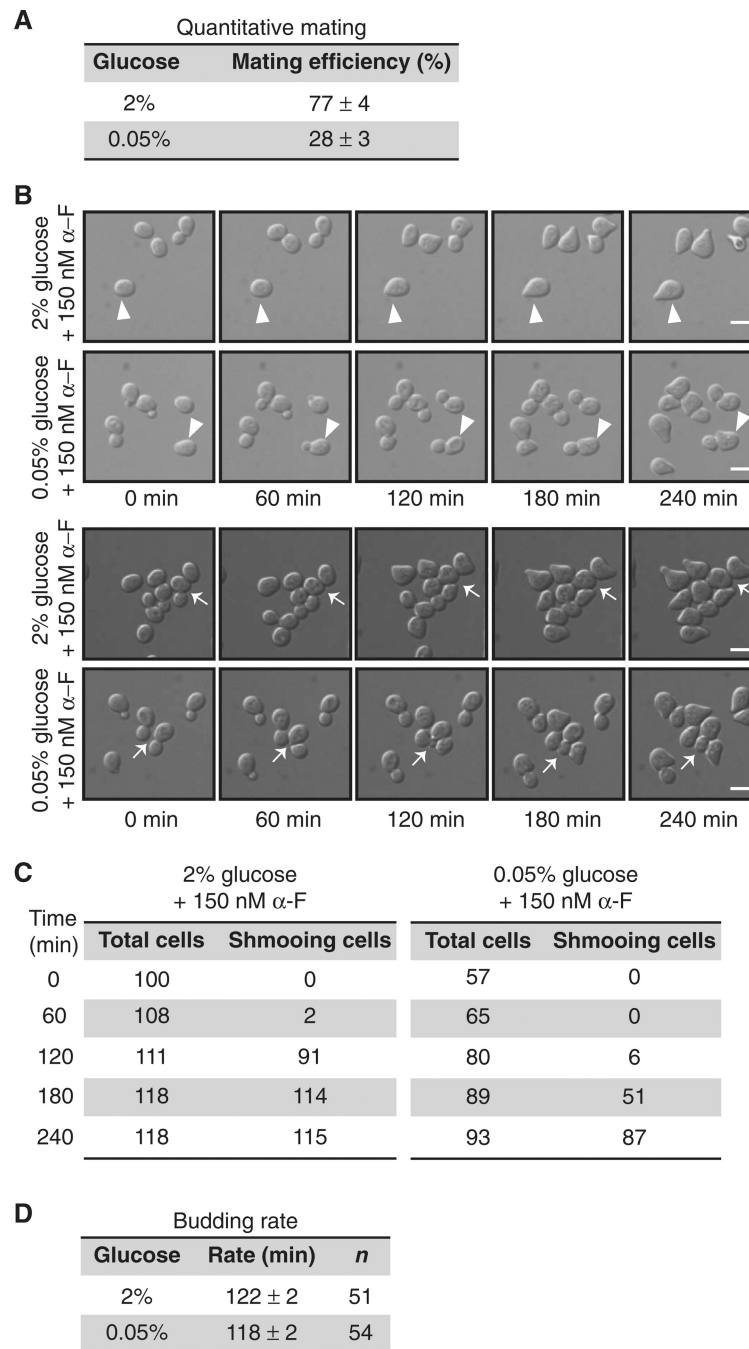 A
Quantitative mating
Glucose Mating efficiency (%)
2% 77 ± 4
0.05% 28 ± 3
B
2% glucose
+ 150 nM α–F
0.05% glucose
+ 150 nM α–F
0 min 60 min 120 min 180 min 240 min
2% glucose
+ 150 nM α–F
0.05% glucose
+ 150 nM α–F
0 min 60 min 120 min 180 min 240 min
C
2% glucose
+ 150 nM α-F
0.05% glucose
+ 150 nM α-F
Time
(min)
Total cells Shmooing cells Total cells Shmooing cells
0 100 0 57 0
60 108 2 65 0
120 111 91 80 6
180 118 114 89 51
240 118 115 93 87
D
Budding rate
Glucose Rate (min) n
2% 122 ± 2 51
0.05% 118 ± 2 54